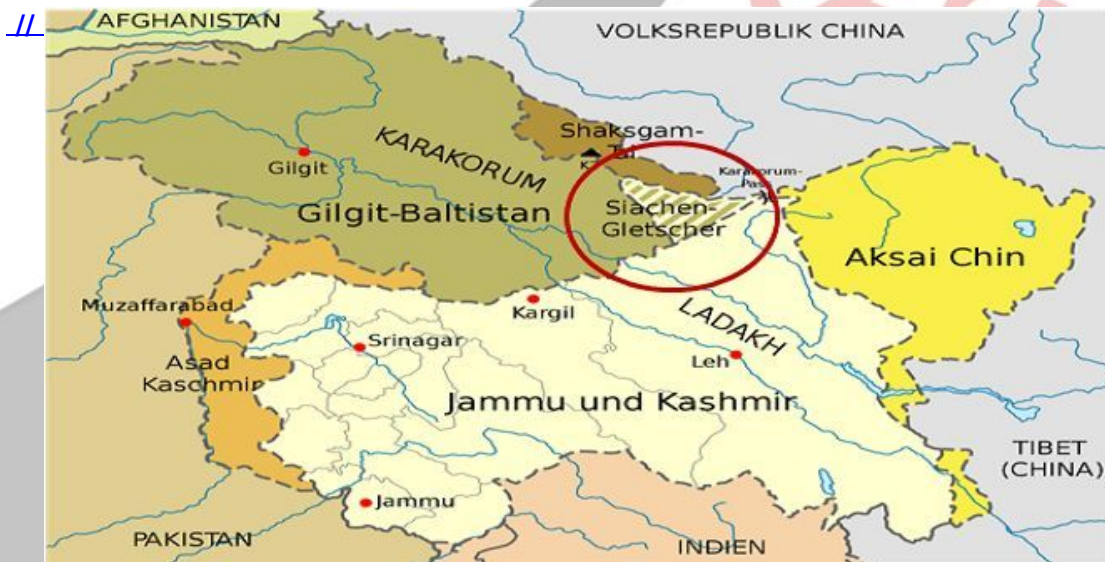 //
AFGHANISTAN
VOLKSREPUBLIK CHINA
Shaksgam-
Tal
K2
KARAKORUM
Karakorum-
Pass
Gilgit
Gilgit-Baltistan
Siachen-
Gletscher
Aksai Chin
Muzaffarabad
Kargil
LADAKH
Srinagar
Leh
Asad
Kaschmir
Jammu und Kashmir
TIBET
(CHINA)
Jammu
PAKISTAN
INDIEN